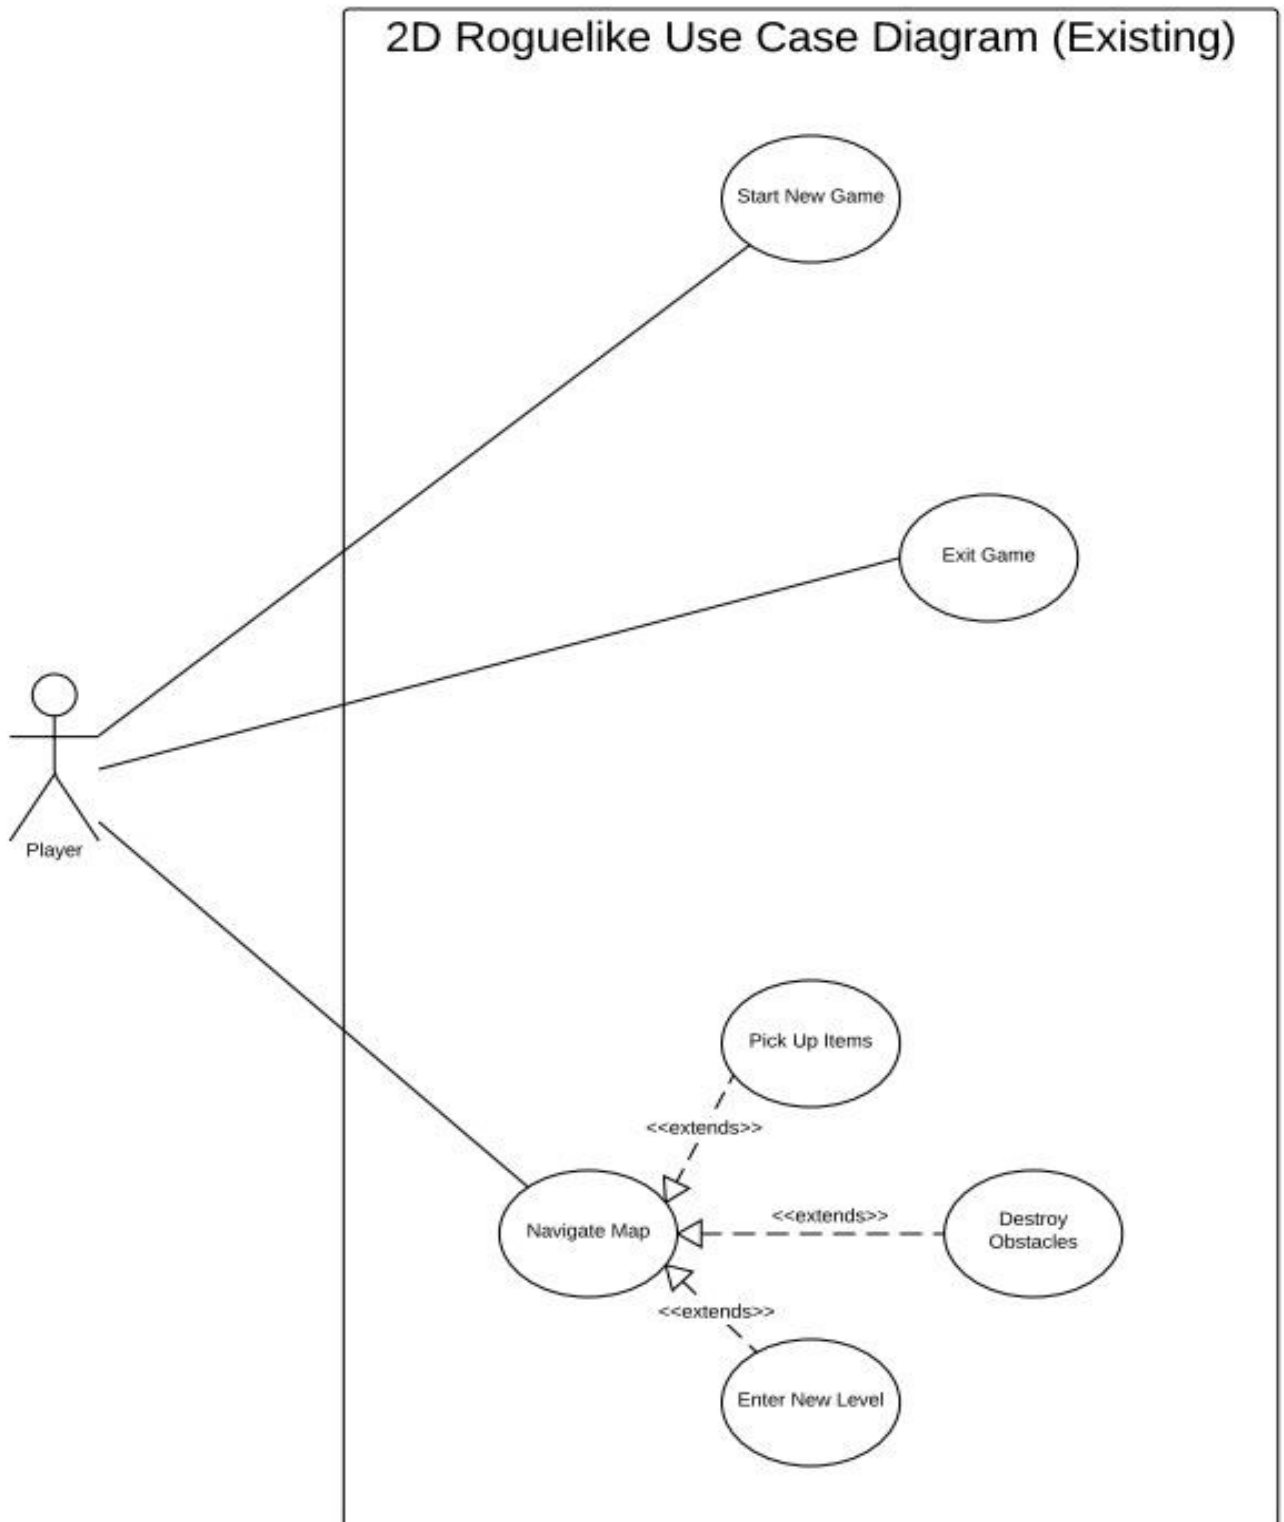 2D Roguelike Use Case Diagram (Existing)
Start New Game
Exit Game
Player
Pick Up Items
<<extends>>
Navigate Map
<<extends>>
Destroy
Obstacles
<<extends>>
Enter New Level